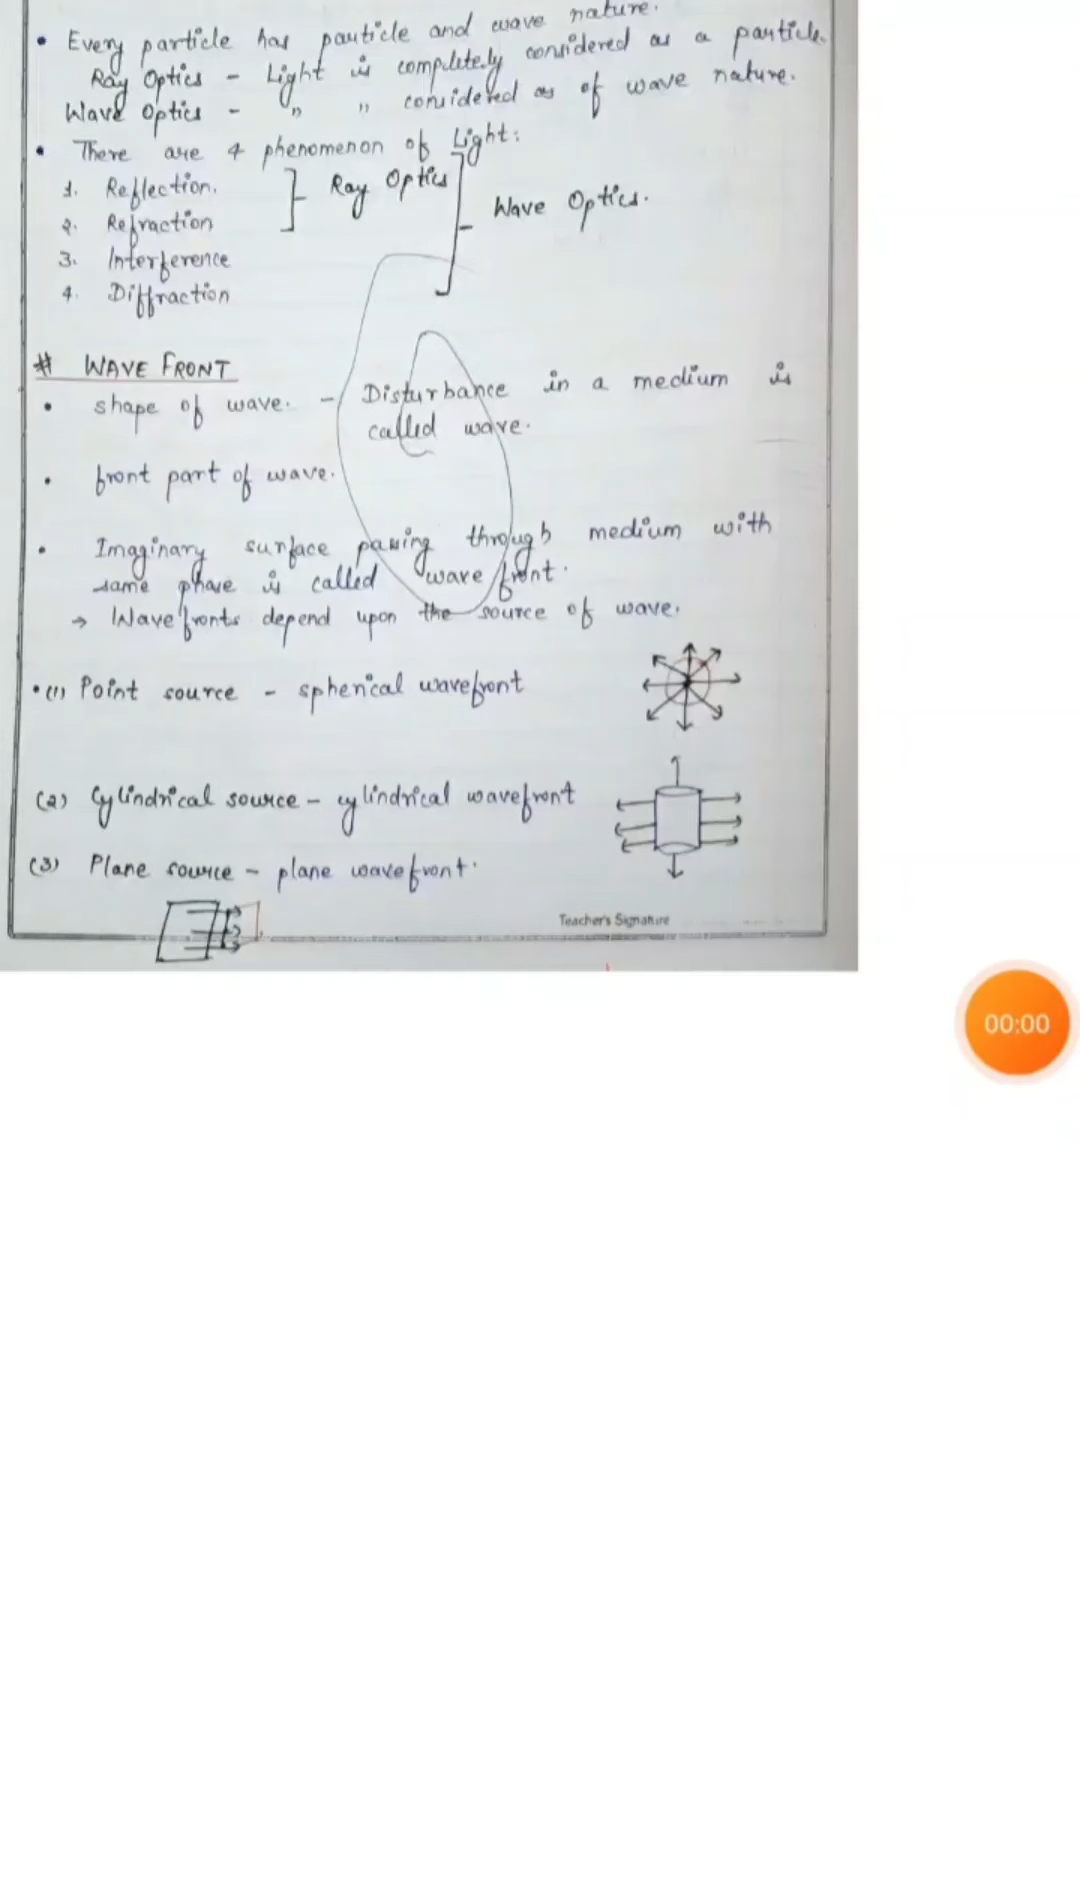 • Every particle has particle and wave nature.
Ray Optics - Light is completely considered as a particle.
Wave Optics - " " considered as of wave nature.
• There are 4 phenomenon of Light:
1. Reflection.
] Ray Optics
] Wave Optics.
2. Refraction
3. Interference
4. Diffraction
# WAVE FRONT
• shape of wave. - Disturbance in a medium is
called wave.
• front part of wave.
• Imaginary surface passing through medium with
same phase is called wave front.
→ Wavefronts depend upon the source of wave.
• (1) Point source - spherical wavefront
(2) Cylindrical source - cylindrical wavefront
(3) Plane source - plane wavefront.
Teacher's Signature
00:00